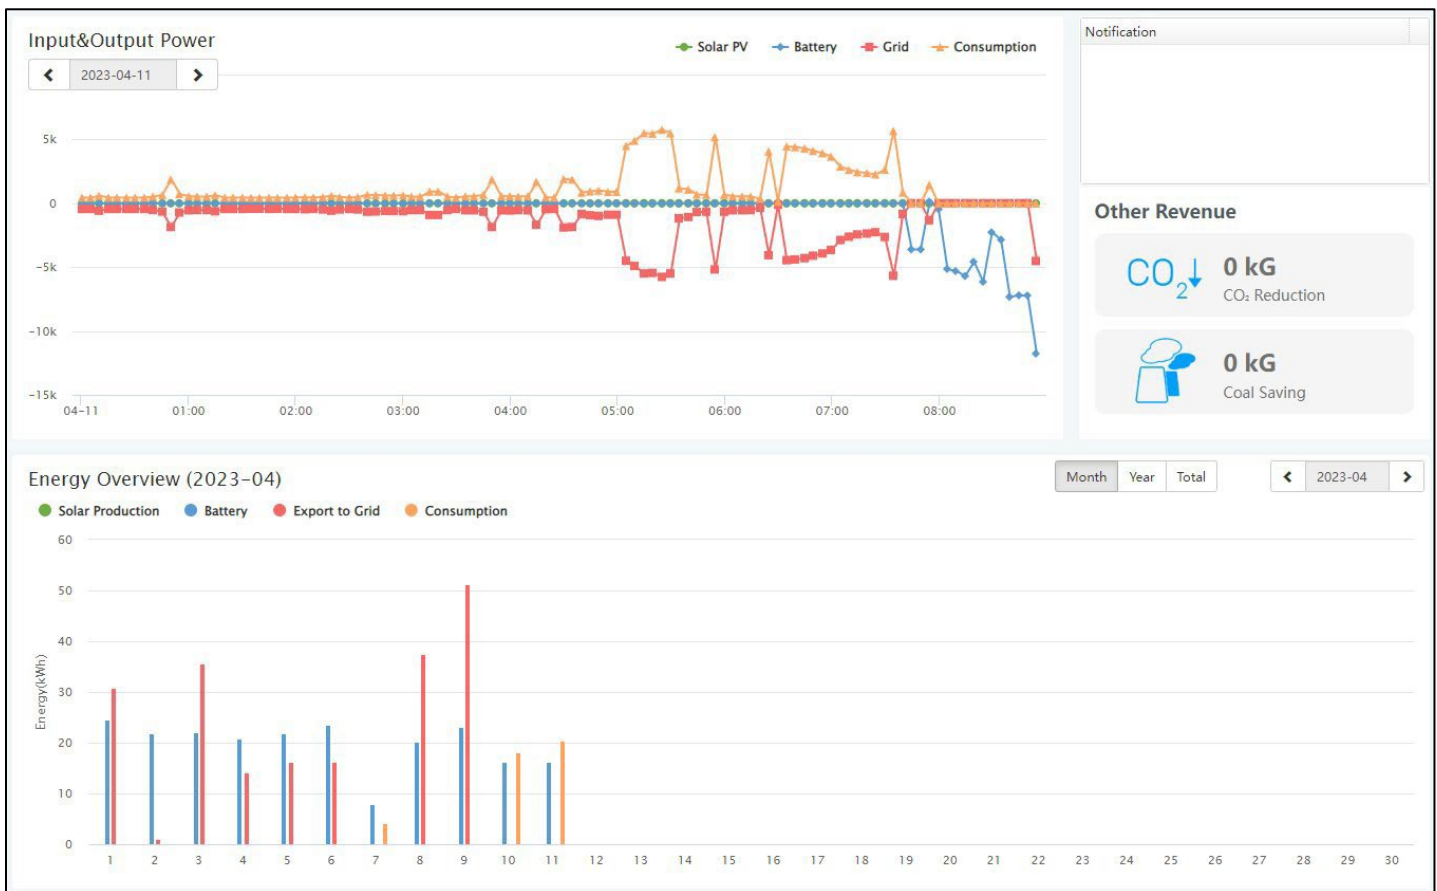 Input&Output Power
Solar PV Battery Grid Consumption
2023-04-11
5k
0
-5k
-10k
-15k
04-11 01:00 02:00 03:00 04:00 05:00 06:00 07:00 08:00
Notification
Other Revenue
CO₂ 0 kG
CO₂ Reduction
0 kG
Coal Saving
Energy Overview (2023-04)
Month Year Total 2023-04
Solar Production Battery Export to Grid Consumption
Energy(kWh)
60
50
40
30
20
10
0
1 2 3 4 5 6 7 8 9 10 11 12 13 14 15 16 17 18 19 20 21 22 23 24 25 26 27 28 29 30